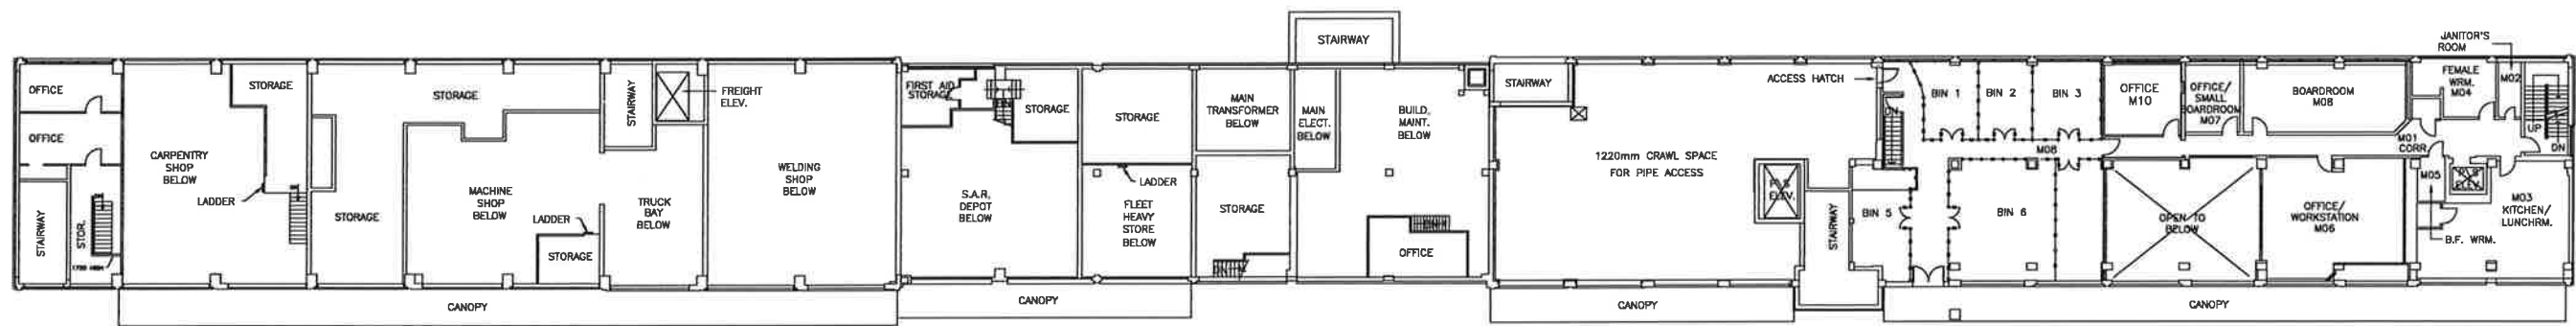 OFFICE
OFFICE
STAIRWAY
STOR.
CARPENTRY
SHOP
BELOW
STORAGE
LADDER
STORAGE
STORAGE
MACHINE
SHOP
BELOW
LADDER
STORAGE
STAIRWAY
FREIGHT
ELEV.
TRUCK
BAY
BELOW
WELDING
SHOP
BELOW
CANOPY
FIRST AID
STORAGE
DN
STORAGE
S.A.R.
DEPOT
BELOW
STORAGE
LADDER
FLEET
HEAVY
STORE
BELOW
CANOPY
MAIN
TRANSFORMER
BELOW
STORAGE
DN
STAIRWAY
MAIN
ELECT.
BELOW
BUILD.
MAINT.
BELOW
OFFICE
STAIRWAY
1220mm CRAWL SPACE
FOR PIPE ACCESS
ELEV.
STAIRWAY
CANOPY
ACCESS HATCH
DN
BIN 1
BIN 2
BIN 3
M08
BIN 5
BIN 6
OFFICE
M10
OFFICE/
SMALL
BOARDROOM
M07
BOARDROOM
M08
OPEN TO
BELOW
OFFICE/
WORKSTATION
M06
M01
CORR.
FEMALE
WRM.
M04
JANITOR'S
ROOM
M02
UP
DN
M05
ELEV.
M03
KITCHEN/
LUNCHRM.
B.F. WRM.
CANOPY